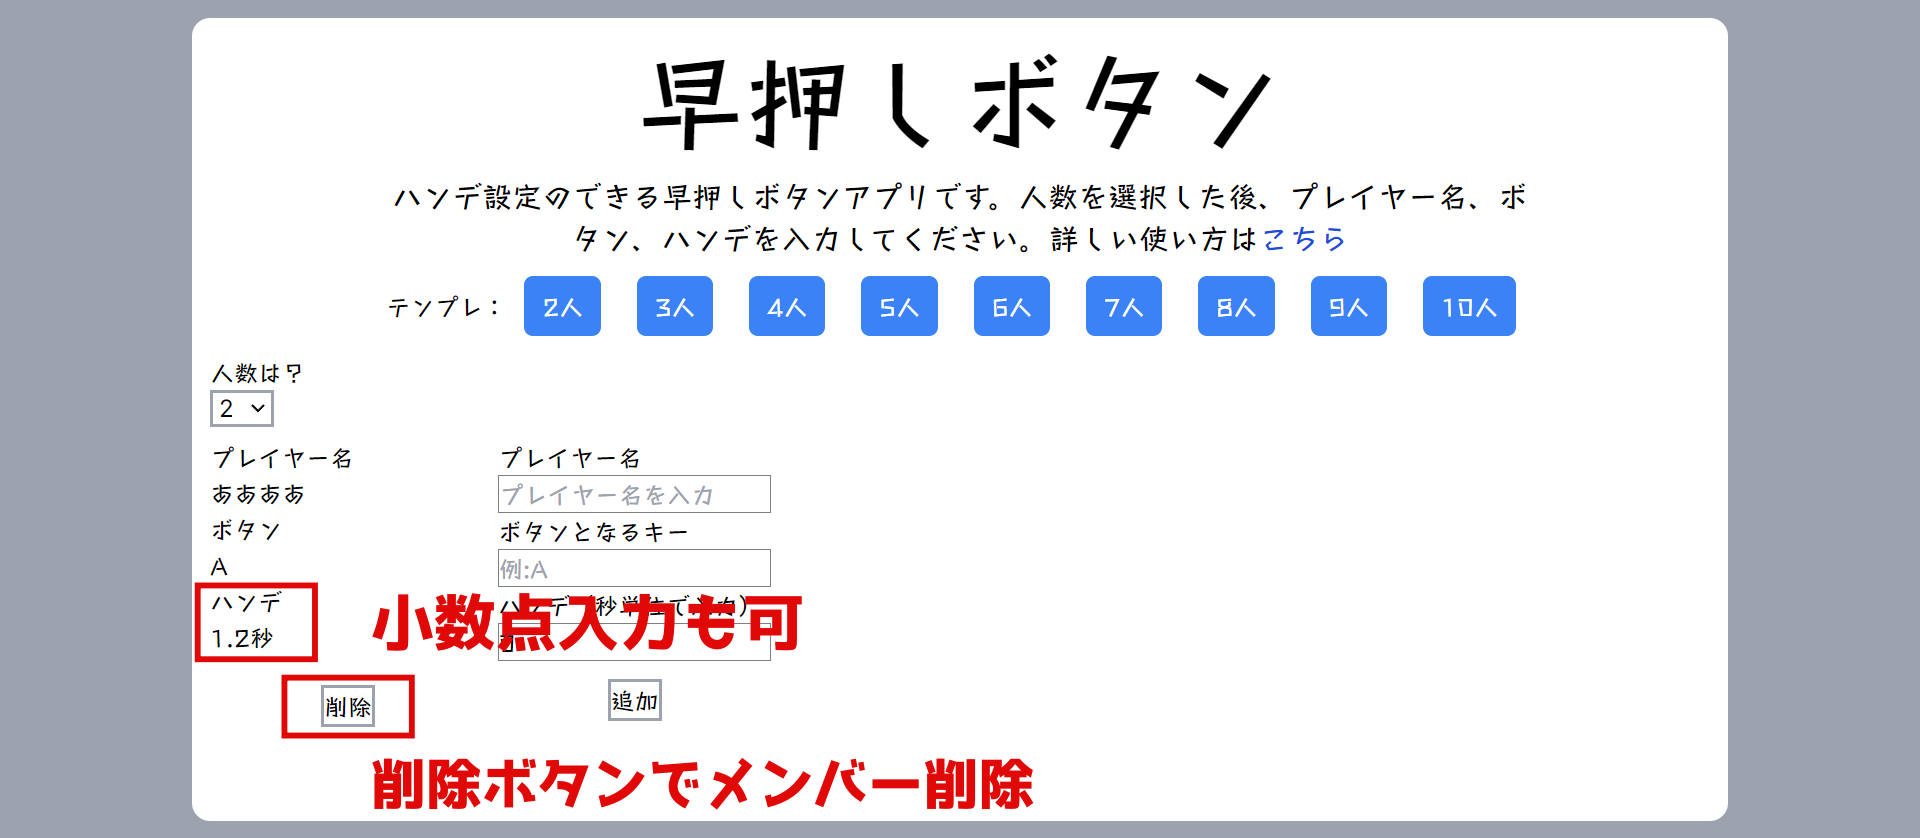 早押しボタン
ハンデ設定のできる早押しボタンアプリです。人数を選択した後、プレイヤー名、ボ
タン、ハンデを入力してください。詳しい使い方はこちら
テンプレ： 2人 3人 4人 5人 6人 7人 8人 9人 10人
人数は？
2
プレイヤー名 プレイヤー名
ああああ プレイヤー名を入力
ボタン ボタンとなるキー
A 例:A
ハンデ ハンデ（秒単位で入力）
1.2秒
小数点入力も可
削除 追加
削除ボタンでメンバー削除